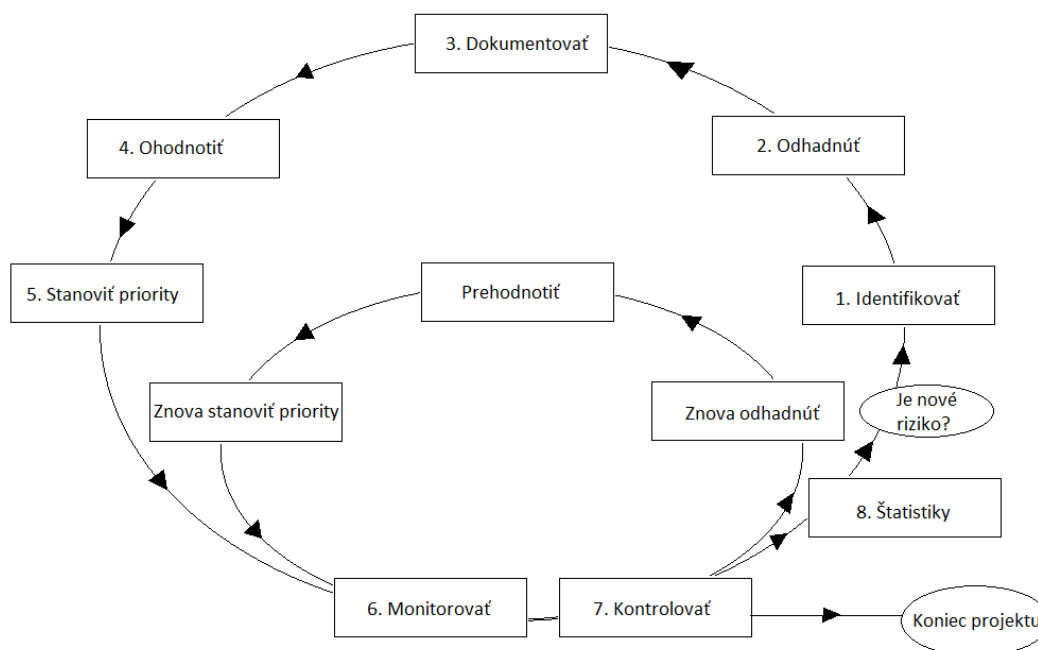 3. Dokumentovať
4. Ohodnotiť
2. Odhadnúť
5. Stanoviť priority
Prehodnotiť
1. Identifikovať
Znova stanoviť priority
Znova odhadnúť
Je nové
riziko?
8. Štatistiky
6. Monitorovať
7. Kontrolovať
Koniec projektu